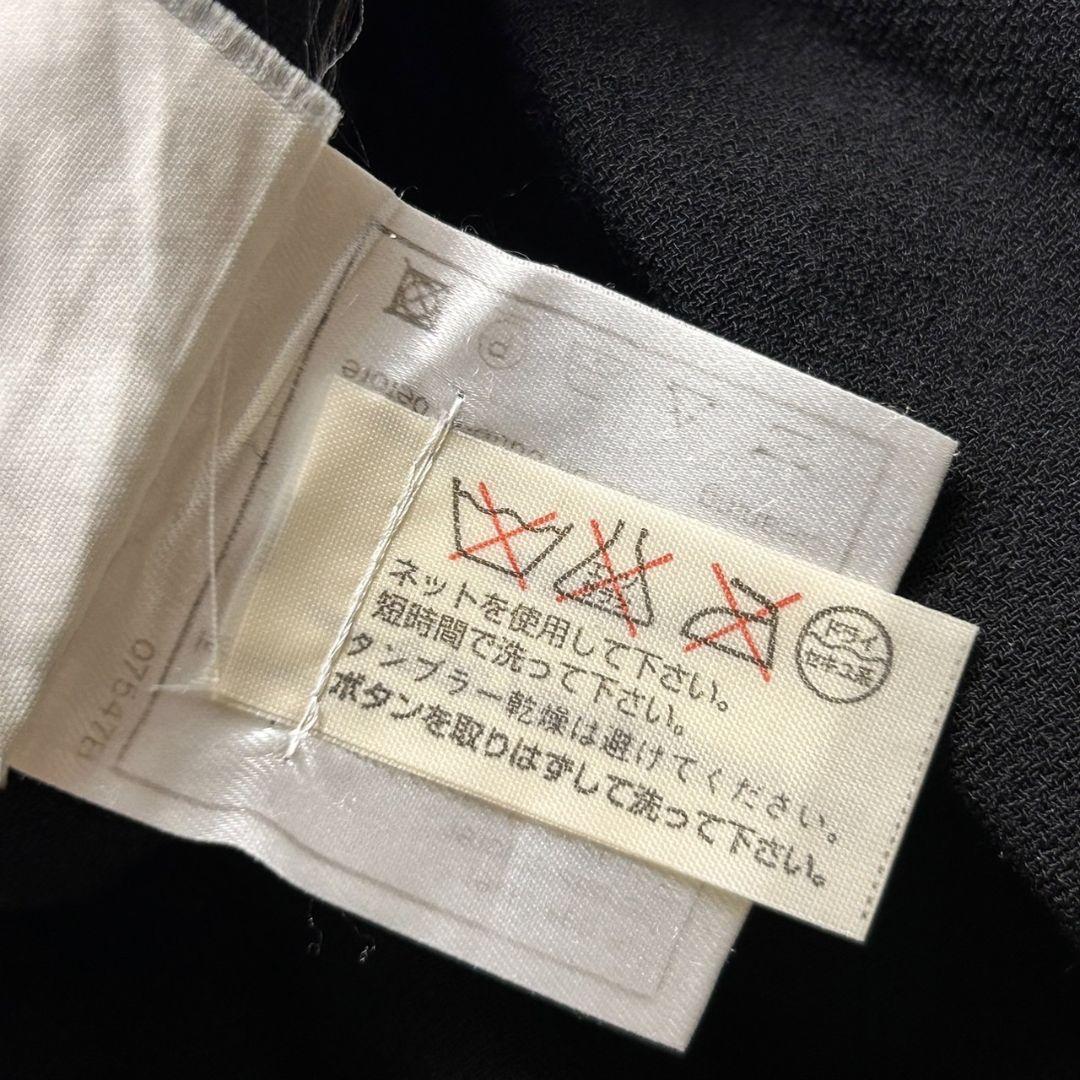 ドライ
セキユ系
ネットを使用して下さい。
短時間で洗って下さい。
タンブラー乾燥は避けてください。
ボタンを取りはずして洗って下さい。